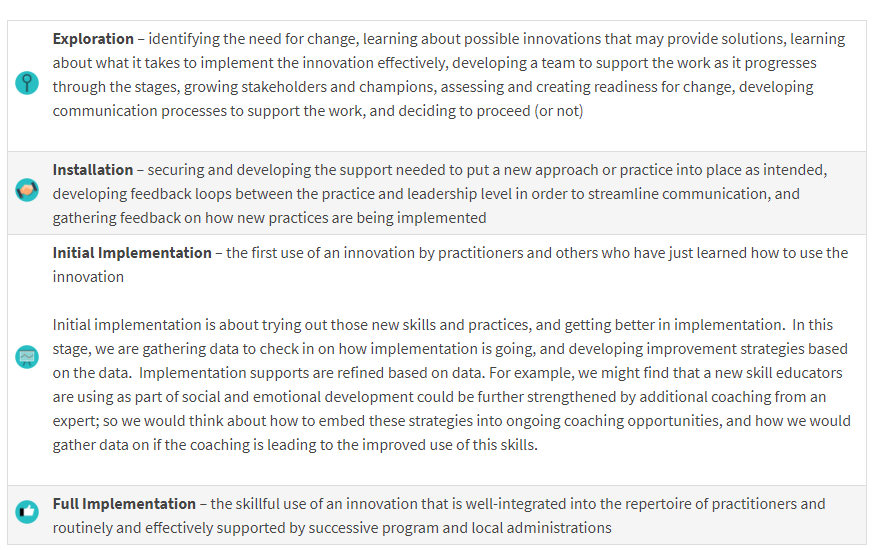 Exploration – identifying the need for change, learning about possible innovations that may provide solutions, learning
about what it takes to implement the innovation effectively, developing a team to support the work as it progresses
through the stages, growing stakeholders and champions, assessing and creating readiness for change, developing
communication processes to support the work, and deciding to proceed (or not)
Installation – securing and developing the support needed to put a new approach or practice into place as intended,
developing feedback loops between the practice and leadership level in order to streamline communication, and
gathering feedback on how new practices are being implemented
Initial Implementation – the first use of an innovation by practitioners and others who have just learned how to use the
innovation
Initial implementation is about trying out those new skills and practices, and getting better in implementation. In this
stage, we are gathering data to check in on how implementation is going, and developing improvement strategies based
on the data. Implementation supports are refined based on data. For example, we might find that a new skill educators
are using as part of social and emotional development could be further strengthened by additional coaching from an
expert; so we would think about how to embed these strategies into ongoing coaching opportunities, and how we would
gather data on if the coaching is leading to the improved use of this skills.
Full Implementation – the skillful use of an innovation that is well-integrated into the repertoire of practitioners and
routinely and effectively supported by successive program and local administrations